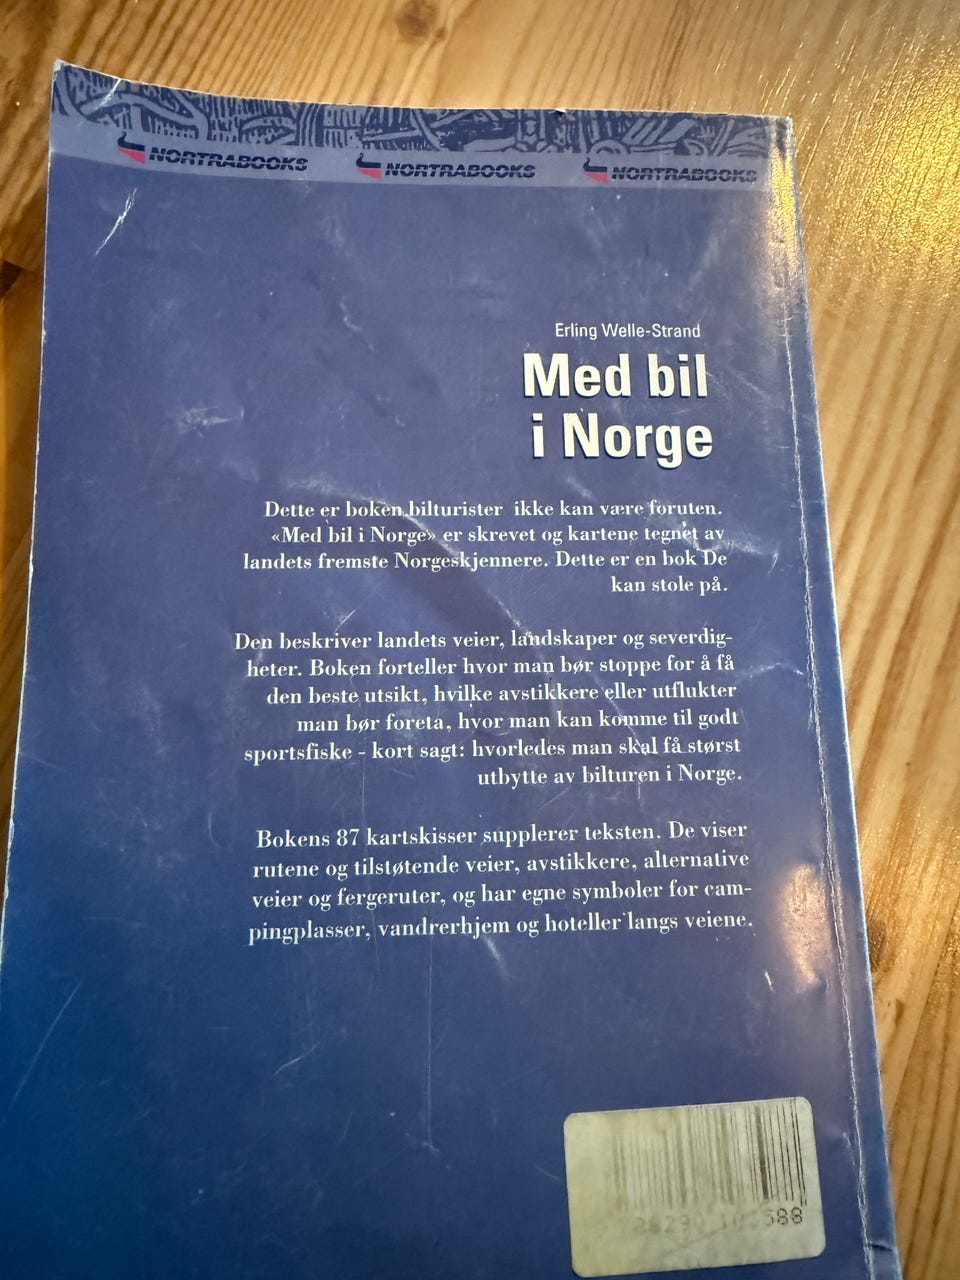 NORTRABOOKS NORTRABOOKS NORTRABOOKS
Erling Welle-Strand
Med bil
i Norge
Dette er boken bilturister ikke kan være foruten.
«Med bil i Norge» er skrevet og kartene tegnet av
landets fremste Norgeskjennere. Dette er en bok De
kan stole på.
Den beskriver landets veier, landskaper og severdig-
heter. Boken forteller hvor man bør stoppe for å få
den beste utsikt, hvilke avstikkere eller utflukter
man bør foreta, hvor man kan komme til godt
sportsfiske - kort sagt: hvorledes man skal få størst
utbytte av bilturen i Norge.
Bokens 87 kartskisser supplerer teksten. De viser
rutene og tilstøtende veier, avstikkere, alternative
veier og fergeruter, og har egne symboler for cam-
pingplasser, vandrerhjem og hoteller langs veiene.